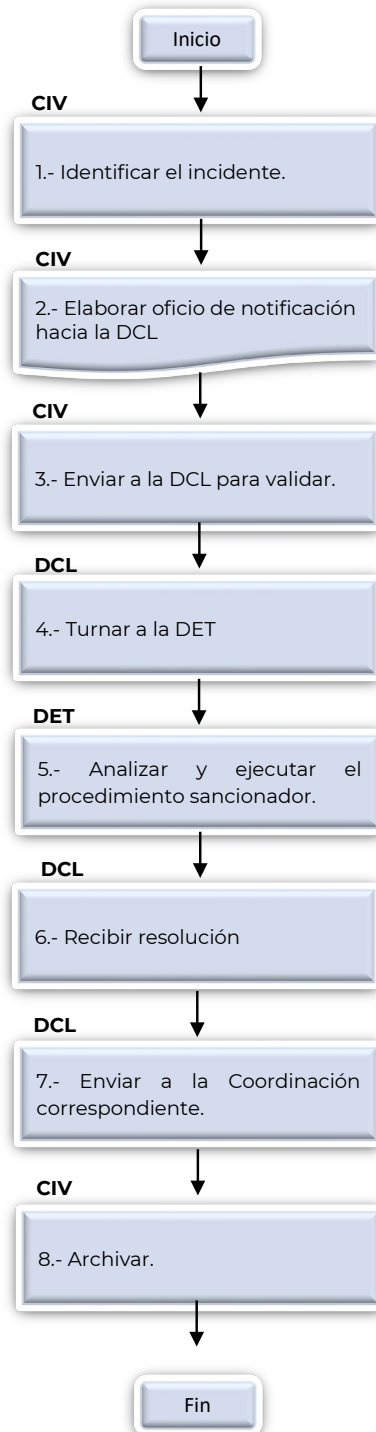 Inicio
CIV
1.- Identificar el incidente.
CIV
2.- Elaborar oficio de notificación
hacia la DCL
CIV
3.- Enviar a la DCL para validar.
DCL
4.- Turnar a la DET
DET
5.- Analizar y ejecutar el
procedimiento sancionador.
DCL
6.- Recibir resolución
DCL
7.- Enviar a la Coordinación
correspondiente.
CIV
8.- Archivar.
Fin